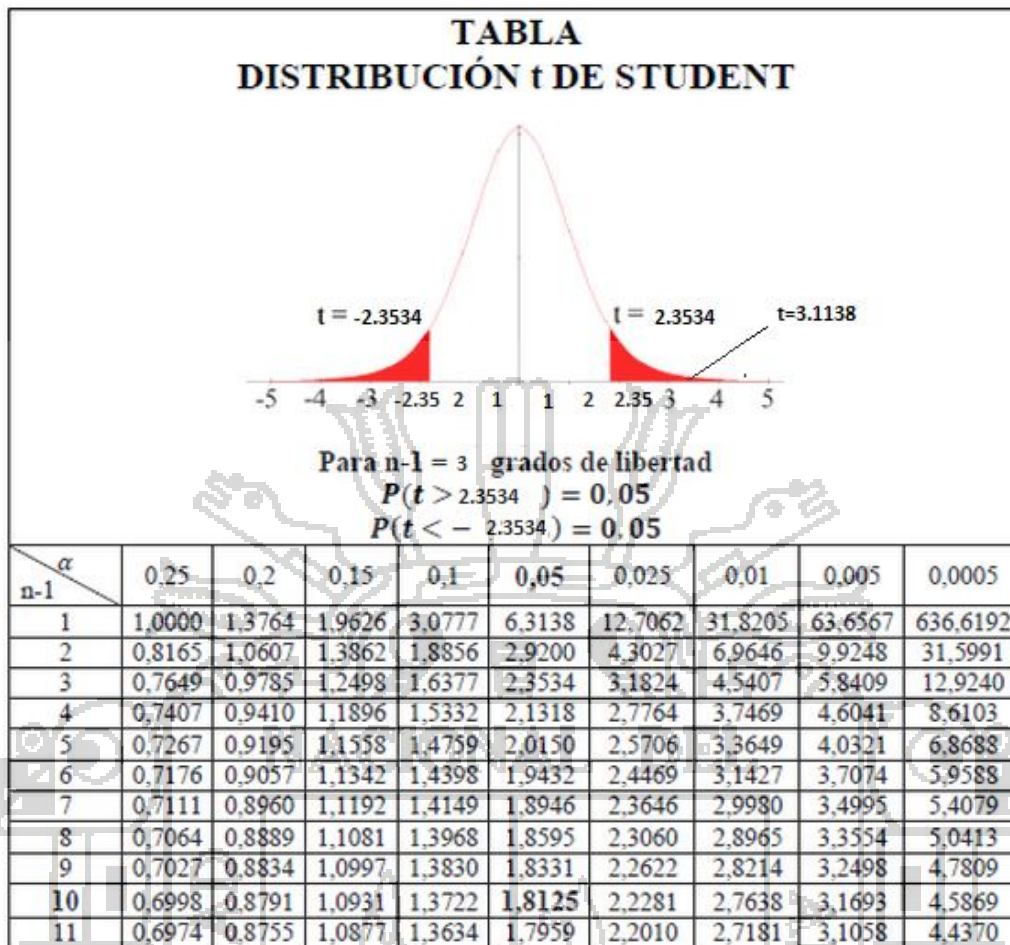 TABLA
DISTRIBUCIÓN t DE STUDENT
t = -2.3534 t = 2.3534 t=3.1138
-5 -4 -3 -2.35 2 1 1 2 2.35 3 4 5
Para n-1 = 3 grados de libertad
P(t > 2.3534 ) = 0,05
P(t < - 2.3534 ) = 0,05
α
n-1 0,25 0,2 0,15 0,1 0,05 0,025 0,01 0,005 0,0005
1 1,0000 1,3764 1,9626 3,0777 6,3138 12,7062 31,8205 63,6567 636,6192
2 0,8165 1,0607 1,3862 1,8856 2,9200 4,3027 6,9646 9,9248 31,5991
3 0,7649 0,9785 1,2498 1,6377 2,3534 3,1824 4,5407 5,8409 12,9240
4 0,7407 0,9410 1,1896 1,5332 2,1318 2,7764 3,7469 4,6041 8,6103
5 0,7267 0,9195 1,1558 1,4759 2,0150 2,5706 3,3649 4,0321 6,8688
6 0,7176 0,9057 1,1342 1,4398 1,9432 2,4469 3,1427 3,7074 5,9588
7 0,7111 0,8960 1,1192 1,4149 1,8946 2,3646 2,9980 3,4995 5,4079
8 0,7064 0,8889 1,1081 1,3968 1,8595 2,3060 2,8965 3,3554 5,0413
9 0,7027 0,8834 1,0997 1,3830 1,8331 2,2622 2,8214 3,2498 4,7809
10 0,6998 0,8791 1,0931 1,3722 1,8125 2,2281 2,7638 3,1693 4,5869
11 0,6974 0,8755 1,0877 1,3634 1,7959 2,2010 2,7181 3,1058 4,4370